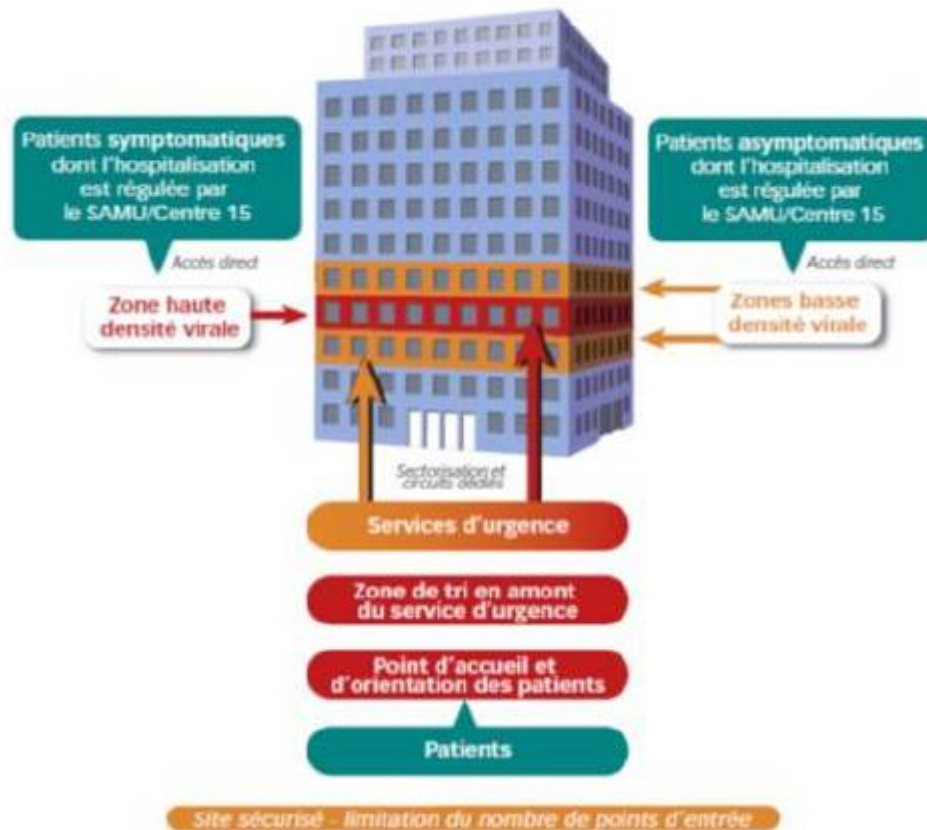 Patients symptomatiques
dont l'hospitalisation
est régulée par
le SAMU/Centre 15
Accès direct
Zone haute
densité virale
Patients asymptomatiques
dont l'hospitalisation
est régulée par
le SAMU/Centre 15
Accès direct
Zones basse
densité virale
Sectorisation et
circuits dédiés
Services d'urgence
Zone de tri en amont
du service d'urgence
Point d'accueil et
d'orientation des patients
Patients
Site sécurisé - limitation du nombre de points d'entrée